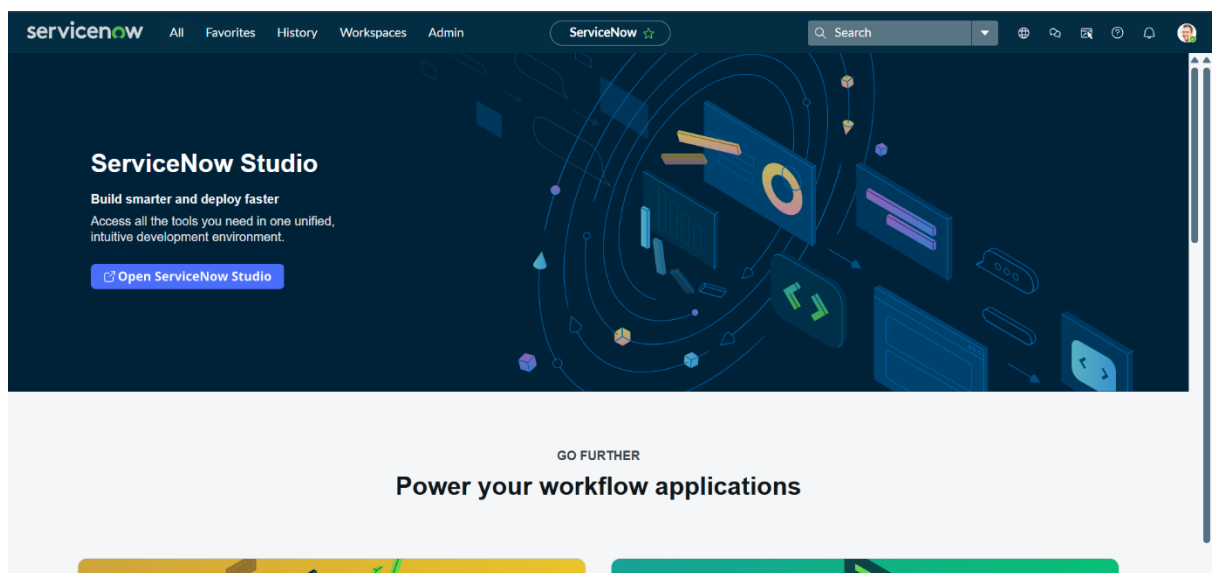 servicenow All Favorites History Workspaces Admin ServiceNow Search
ServiceNow Studio
Build smarter and deploy faster
Access all the tools you need in one unified,
intuitive development environment.
Open ServiceNow Studio
GO FURTHER
Power your workflow applications